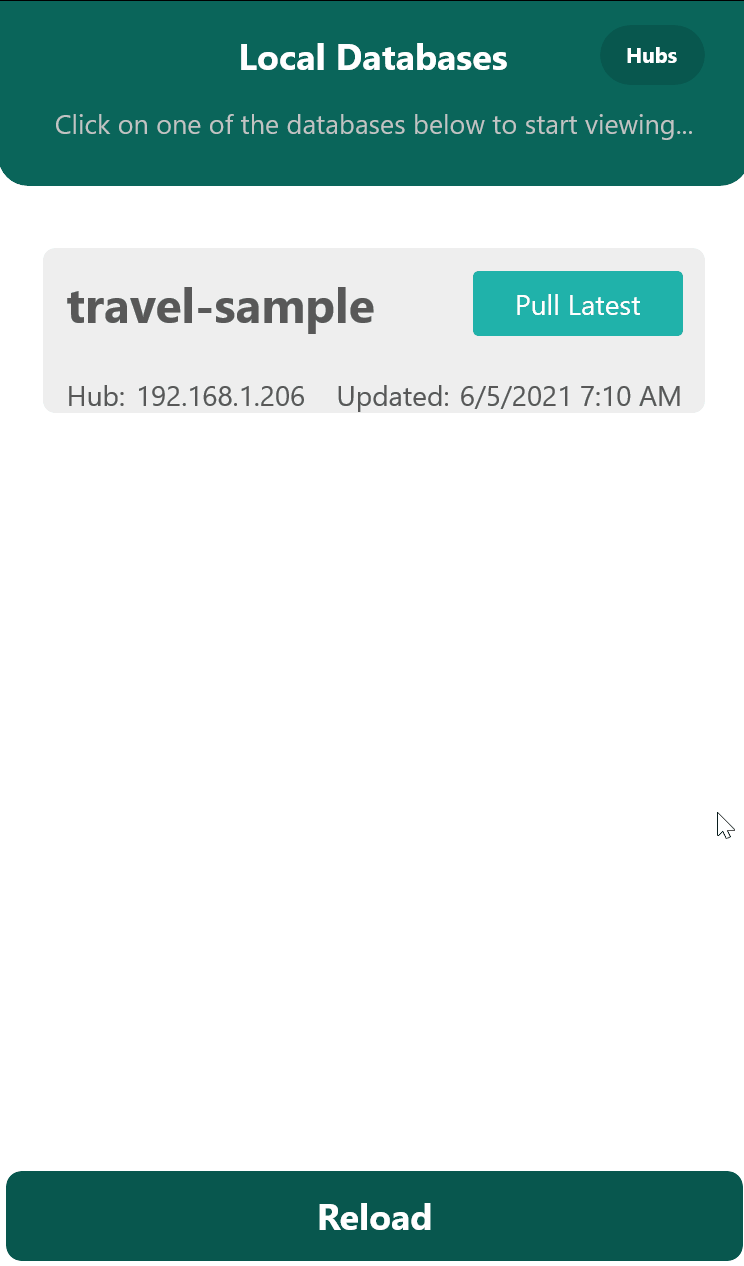 Local Databases
Hubs
Click on one of the databases below to start viewing...
travel-sample
Pull Latest
Hub: 192.168.1.206 Updated: 6/5/2021 7:10 AM
Reload